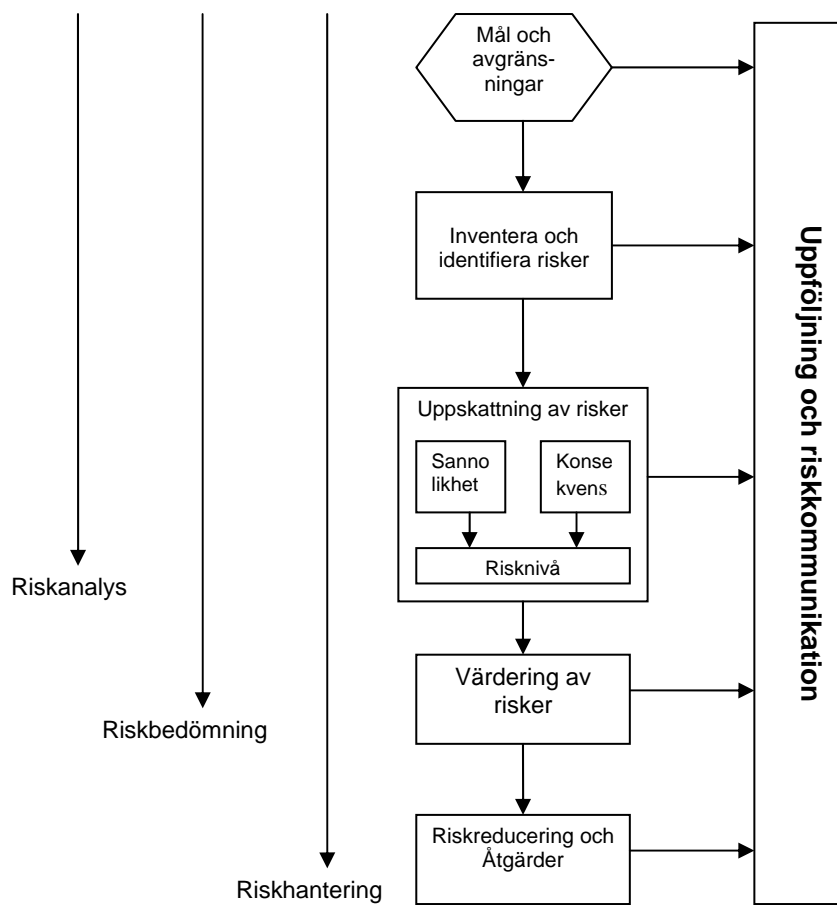 Mål och
avgräns-
ningar
Inventera och
identifiera risker
Uppskattning av risker
Sanno
likhet
Konse
kvens
Risknivå
Värdering av
risker
Riskreducering och
Åtgärder
Uppföljning och riskkommunikation
Riskanalys
Riskbedömning
Riskhantering